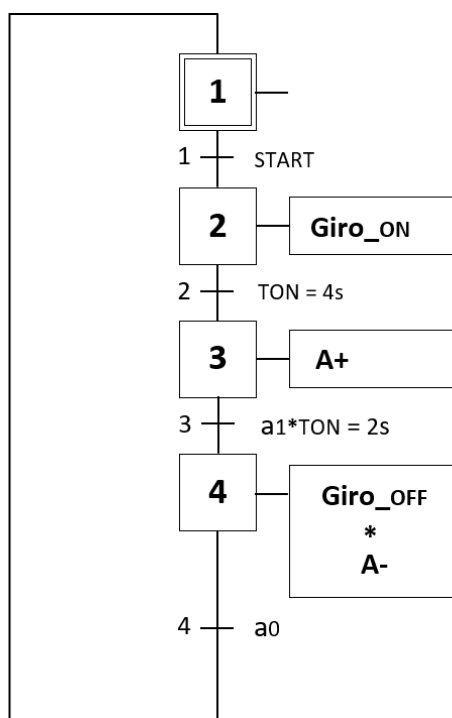 1
1 START
2 Giro_ON
2 TON = 4s
3 A+
3 a1*TON = 2s
4 Giro_OFF
*
A-
4 a0